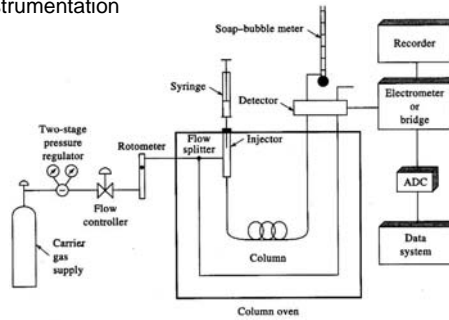 strumentation
Soap-bubble meter
Recorder
Syringe
Detector
Electrometer
or
bridge
Two-stage
pressure
regulator
Rotometer
Flow
splitter
Injector
ADC
Flow
controller
Column
Data
system
Carrier
gas
supply
Column oven